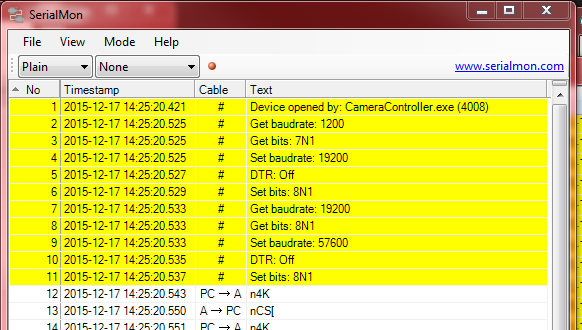 SerialMon
File View Mode Help
Plain None www.serialmon.com
No Timestamp Cable Text
1 2015-12-17 14:25:20.421 # Device opened by: CameraController.exe (4008)
2 2015-12-17 14:25:20.525 # Get baudrate: 1200
3 2015-12-17 14:25:20.525 # Get bits: 7N1
4 2015-12-17 14:25:20.525 # Set baudrate: 19200
5 2015-12-17 14:25:20.527 # DTR: Off
6 2015-12-17 14:25:20.529 # Set bits: 8N1
7 2015-12-17 14:25:20.533 # Get baudrate: 19200
8 2015-12-17 14:25:20.533 # Get bits: 8N1
9 2015-12-17 14:25:20.533 # Set baudrate: 57600
10 2015-12-17 14:25:20.535 # DTR: Off
11 2015-12-17 14:25:20.537 # Set bits: 8N1
12 2015-12-17 14:25:20.543 PC → A n4K
13 2015-12-17 14:25:20.550 A → PC nCS[
14 2015-12-17 14:25:20.551 PC → A n4K